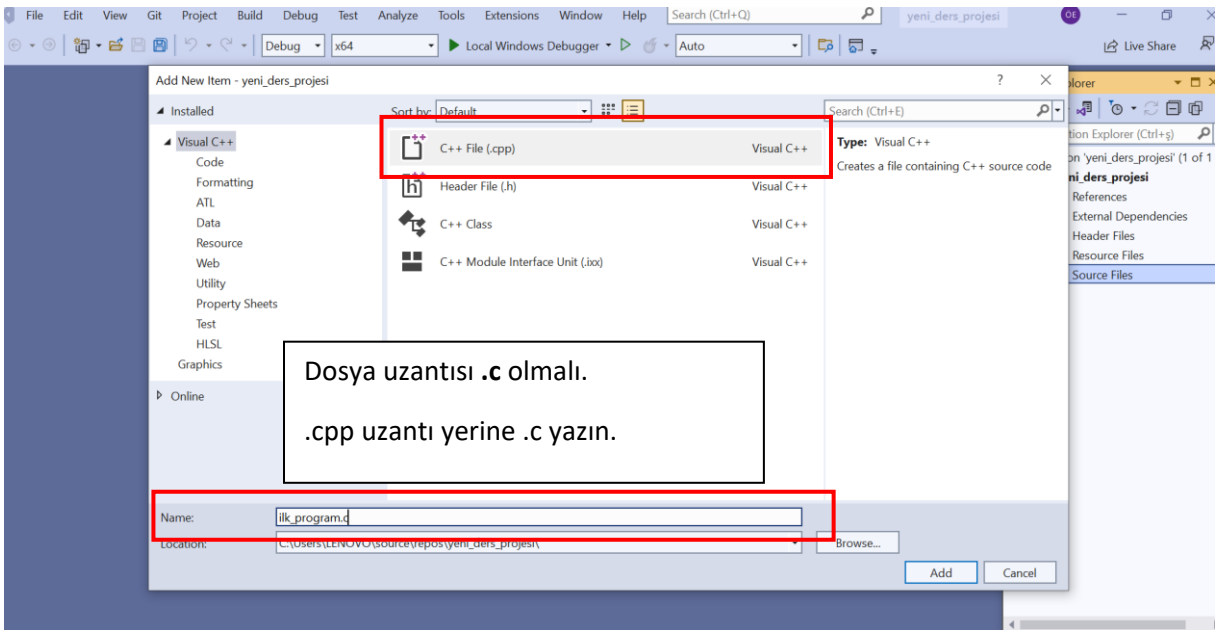 File Edit View Git Project Build Debug Test Analyze Tools Extensions Window Help Search (Ctrl+Q) yeni_ders_projesi OE
Debug x64 Local Windows Debugger Auto Live Share
Add New Item - yeni_ders_projesi ? ×
Installed
Sort by: Default
Search (Ctrl+E)
Visual C++
Code
Formatting
ATL
Data
Resource
Web
Utility
Property Sheets
Test
HLSL
Graphics
Online
C++ File (.cpp) Visual C++
Header File (.h) Visual C++
C++ Class Visual C++
C++ Module Interface Unit (.ixx) Visual C++
Type: Visual C++
Creates a file containing C++ source code
Dosya uzantısı .c olmalı.
.cpp uzantı yerine .c yazın.
Name: ilk_program.c
Location: C:\Users\LENOVO\source\repos\yeni_ders_projesi\
Browse...
Add Cancel
plorer
tion Explorer (Ctrl+ş)
on 'yeni_ders_projesi' (1 of 1
ni_ders_projesi
References
External Dependencies
Header Files
Resource Files
Source Files